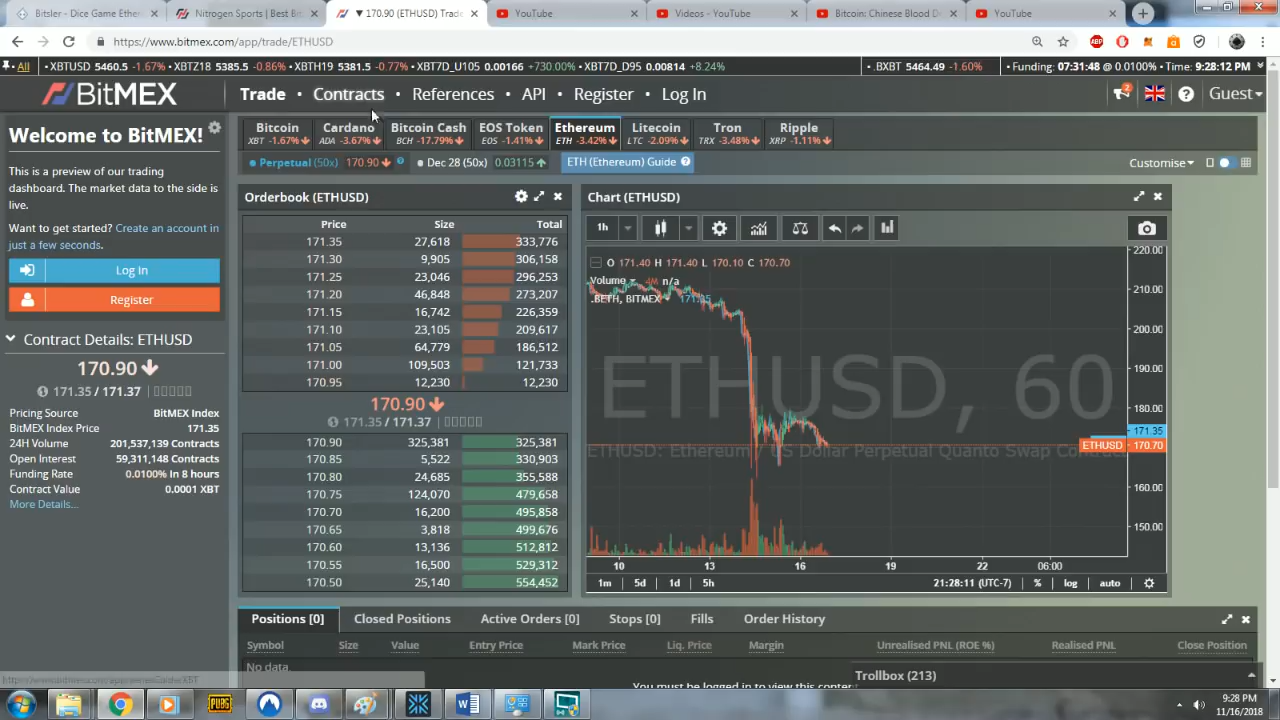 Bitsler - Dice Game Ethere
Nitrogen Sports | Best Bit
▼ 170.90 (ETHUSD) Trade
YouTube
Videos - YouTube
Bitcoin: Chinese Blood D
YouTube
https://www.bitmex.com/app/trade/ETHUSD
All • XBTUSD 5460.5 -1.67% • XBTZ18 5385.5 -0.86% • XBTH19 5381.5 -0.77% • XBT7D_U105 0.00166 +730.00% • XBT7D_D95 0.00814 +8.24% • .BXBT 5464.49 -1.60% • Funding: 07:31:48 @ 0.0100% • Time: 9:28:12 PM
BitMEX Trade • Contracts • References • API • Register • Log In 2 Guest
Bitcoin Cardano Bitcoin Cash EOS Token Ethereum Litecoin Tron Ripple
XBT -1.67% ADA -3.67% BCH -17.79% EOS -1.41% ETH -3.42% LTC -2.09% TRX -3.48% XRP -1.11%
Perpetual (50x) 170.90 Dec 28 (50x) 0.03115 ETH (Ethereum) Guide Customise
Welcome to BitMEX!
This is a preview of our trading
dashboard. The market data to the side is
live.
Want to get started? Create an account in
just a few seconds.
Log In
Register
Contract Details: ETHUSD
170.90
171.35 / 171.37
Pricing Source BitMEX Index
BitMEX Index Price 171.35
24H Volume 201,537,139 Contracts
Open Interest 59,311,148 Contracts
Funding Rate 0.0100% in 8 hours
Contract Value 0.0001 XBT
More Details...
Orderbook (ETHUSD)
Price Size Total
171.35 27,618 333,776
171.30 9,905 306,158
171.25 23,046 296,253
171.20 46,848 273,207
171.15 16,742 226,359
171.10 23,105 209,617
171.05 64,779 186,512
171.00 109,503 121,733
170.95 12,230 12,230
170.90
171.35 / 171.37
170.90 325,381 325,381
170.85 5,522 330,903
170.80 24,685 355,588
170.75 124,070 479,658
170.70 16,200 495,858
170.65 3,818 499,676
170.60 13,136 512,812
170.55 16,500 529,312
170.50 25,140 554,452
Chart (ETHUSD)
1h
O 171.40 H 171.40 L 170.10 C 170.70
Volume 4M n/a
.BETH, BITMEX 171.35
ETHUSD, 60
ETHUSD: Ethereum / US Dollar Perpetual Quanto Swap Contract
220.00
210.00
200.00
190.00
180.00
171.35
ETHUSD 170.70
160.00
150.00
10 13 16 19 22 06:00
1m 5d 1d 5h 21:28:11 (UTC-7) % log auto
Positions [0] Closed Positions Active Orders [0] Stops [0] Fills Order History
Symbol Size Value Entry Price Mark Price Liq. Price Margin Unrealised PNL (ROE %) Realised PNL Close Position
No data
You must be logged in to view this conten
Trollbox (213)
PUBG
W
9:28 PM
11/16/2018